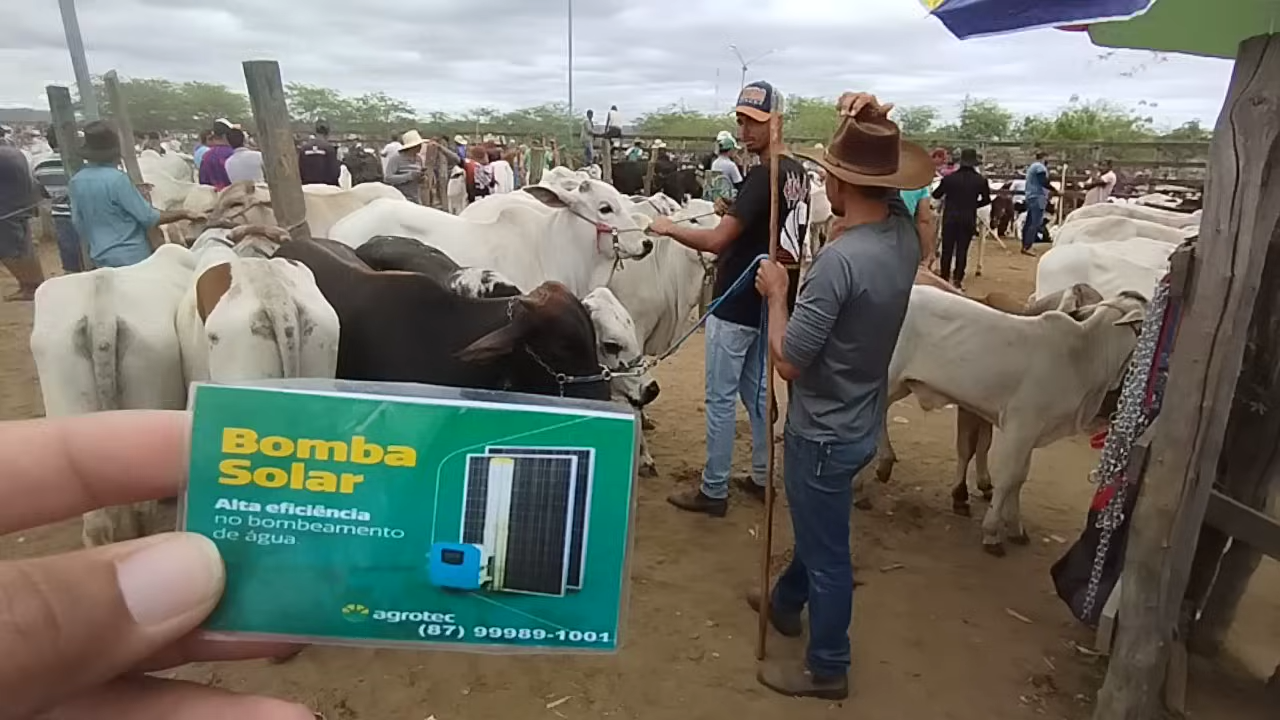 Bomba
Solar
Alta eficiência
no bombeamento
de água
agrotec
(87) 99989-1001